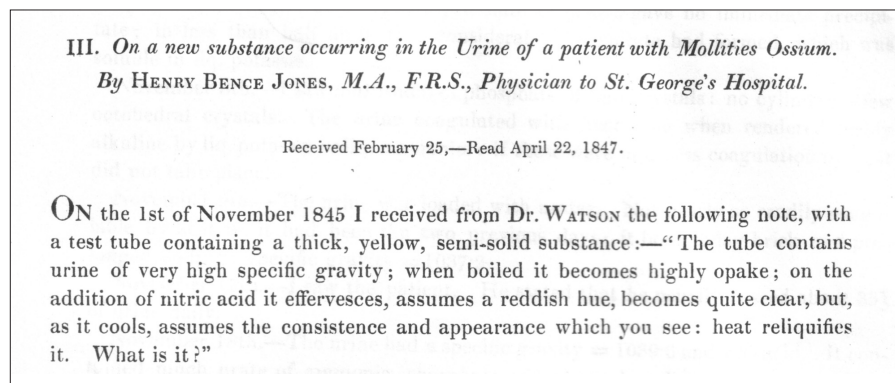 III. On a new substance occurring in the Urine of a patient with Mollities Ossium.
By HENRY BENCE JONES, M.A., F.R.S., Physician to St. George's Hospital.
Received February 25,—Read April 22, 1847.
ON the 1st of November 1845 I received from Dr. WATSON the following note, with
a test tube containing a thick, yellow, semi-solid substance:—“The tube contains
urine of very high specific gravity; when boiled it becomes highly opake; on the
addition of nitric acid it effervesces, assumes a reddish hue, becomes quite clear, but,
as it cools, assumes the consistence and appearance which you see: heat reliquifies
it. What is it?”